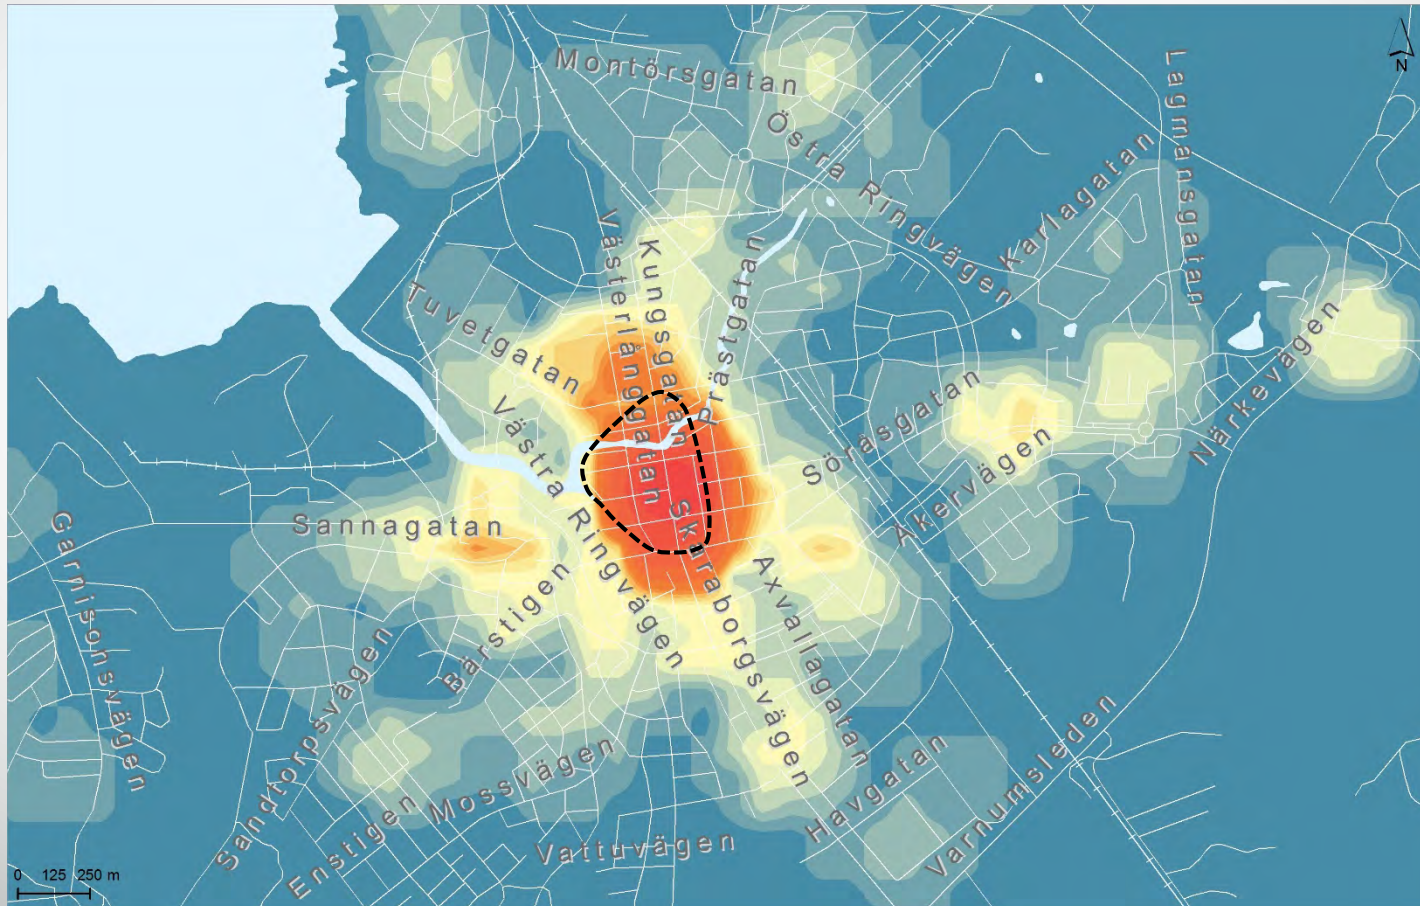 N
Montörsgatan
Lagmansgatan
Östra Ringvägen
Karlagatan
Västerlånggatan
Kungsgatan
Prästgatan
Tuvetgatan
Närkevägen
Söråsgatan
Västra Ringvägen
Åkervägen
Sannagatan
Garnisonsvägen
Skaraborgsvägen
Axvallagatan
Bärstigen
Sandtorpsvägen
Mossvägen
Enstigen
Havgatan
Varnumsleden
Vattuvägen
0 125 250 m